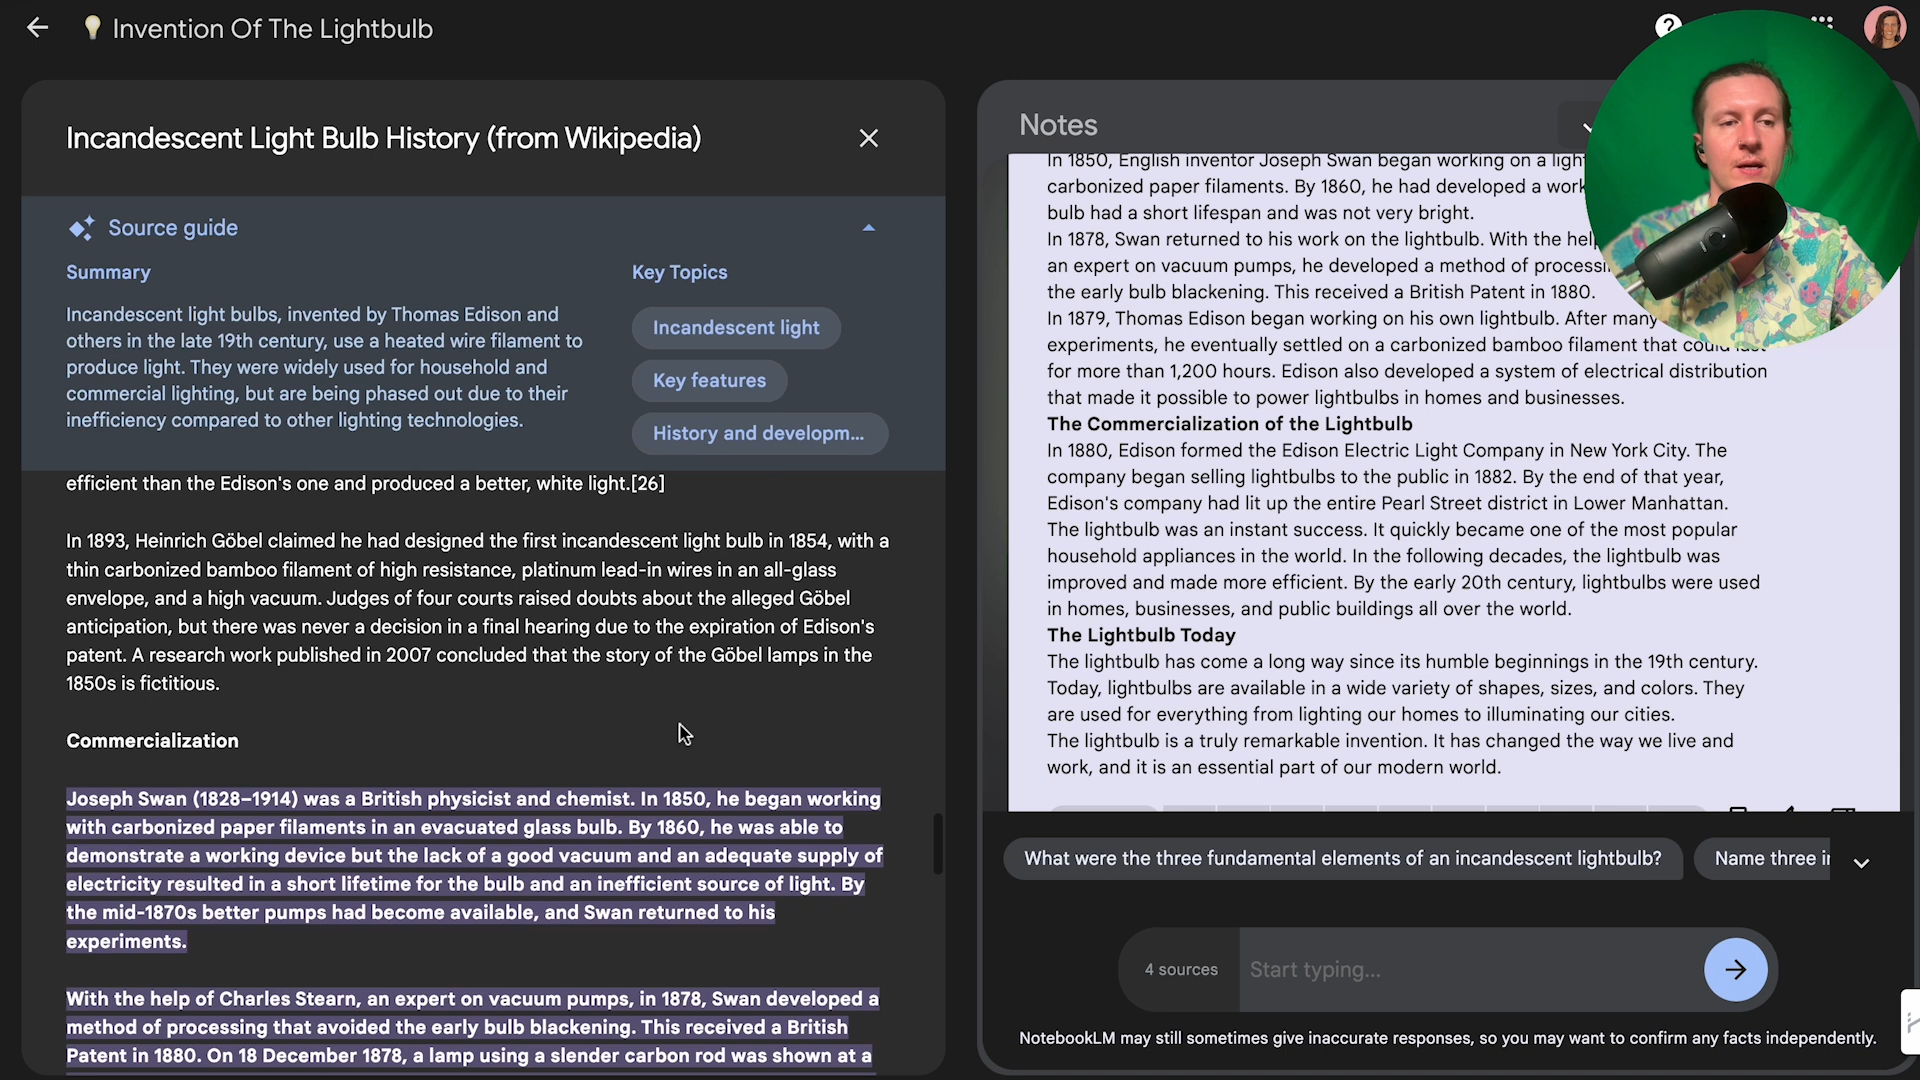 Invention Of The Lightbulb
?
Incandescent Light Bulb History (from Wikipedia)
Source guide
Summary
Incandescent light bulbs, invented by Thomas Edison and
others in the late 19th century, use a heated wire filament to
produce light. They were widely used for household and
commercial lighting, but are being phased out due to their
inefficiency compared to other lighting technologies.
Key Topics
Incandescent light
Key features
History and developm...
efficient than the Edison's one and produced a better, white light.[26]
In 1893, Heinrich Göbel claimed he had designed the first incandescent light bulb in 1854, with a
thin carbonized bamboo filament of high resistance, platinum lead-in wires in an all-glass
envelope, and a high vacuum. Judges of four courts raised doubts about the alleged Göbel
anticipation, but there was never a decision in a final hearing due to the expiration of Edison's
patent. A research work published in 2007 concluded that the story of the Göbel lamps in the
1850s is fictitious.
Commercialization
Joseph Swan (1828–1914) was a British physicist and chemist. In 1850, he began working
with carbonized paper filaments in an evacuated glass bulb. By 1860, he was able to
demonstrate a working device but the lack of a good vacuum and an adequate supply of
electricity resulted in a short lifetime for the bulb and an inefficient source of light. By
the mid-1870s better pumps had become available, and Swan returned to his
experiments.
With the help of Charles Stearn, an expert on vacuum pumps, in 1878, Swan developed a
method of processing that avoided the early bulb blackening. This received a British
Patent in 1880. On 18 December 1878, a lamp using a slender carbon rod was shown at a
Notes
In 1850, English inventor Joseph Swan began working on a
carbonized paper filaments. By 1860, he had developed a
bulb had a short lifespan and was not very bright.
In 1878, Swan returned to his work on the lightbulb. With the
an expert on vacuum pumps, he developed a method of
the early bulb blackening. This received a British Patent in 1880.
In 1879, Thomas Edison began working on his own lightbulb. After many
experiments, he eventually settled on a carbonized bamboo filament that could last
for more than 1,200 hours. Edison also developed a system of electrical distribution
that made it possible to power lightbulbs in homes and businesses.
The Commercialization of the Lightbulb
In 1880, Edison formed the Edison Electric Light Company in New York City. The
company began selling lightbulbs to the public in 1882. By the end of that year,
Edison's company had lit up the entire Pearl Street district in Lower Manhattan.
The lightbulb was an instant success. It quickly became one of the most popular
household appliances in the world. In the following decades, the lightbulb was
improved and made more efficient. By the early 20th century, lightbulbs were used
in homes, businesses, and public buildings all over the world.
The Lightbulb Today
The lightbulb has come a long way since its humble beginnings in the 19th century.
Today, lightbulbs are available in a wide variety of shapes, sizes, and colors. They
are used for everything from lighting our homes to illuminating our cities.
The lightbulb is a truly remarkable invention. It has changed the way we live and
work, and it is an essential part of our modern world.
What were the three fundamental elements of an incandescent lightbulb?
Name three
4 sources
Start typing...
NotebookLM may still sometimes give inaccurate responses, so you may want to confirm any facts independently.